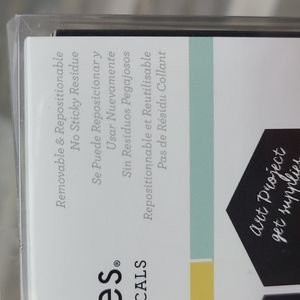 Removable & Repositionable
No Sticky Residue
Se Puede Reposicionar y
Usar Nuevamente
Sin Residuos Pegajosos
Repositionnable et Reutilisable
Pas de Résidu Collant
es®
CALS
Art Project
get supplies